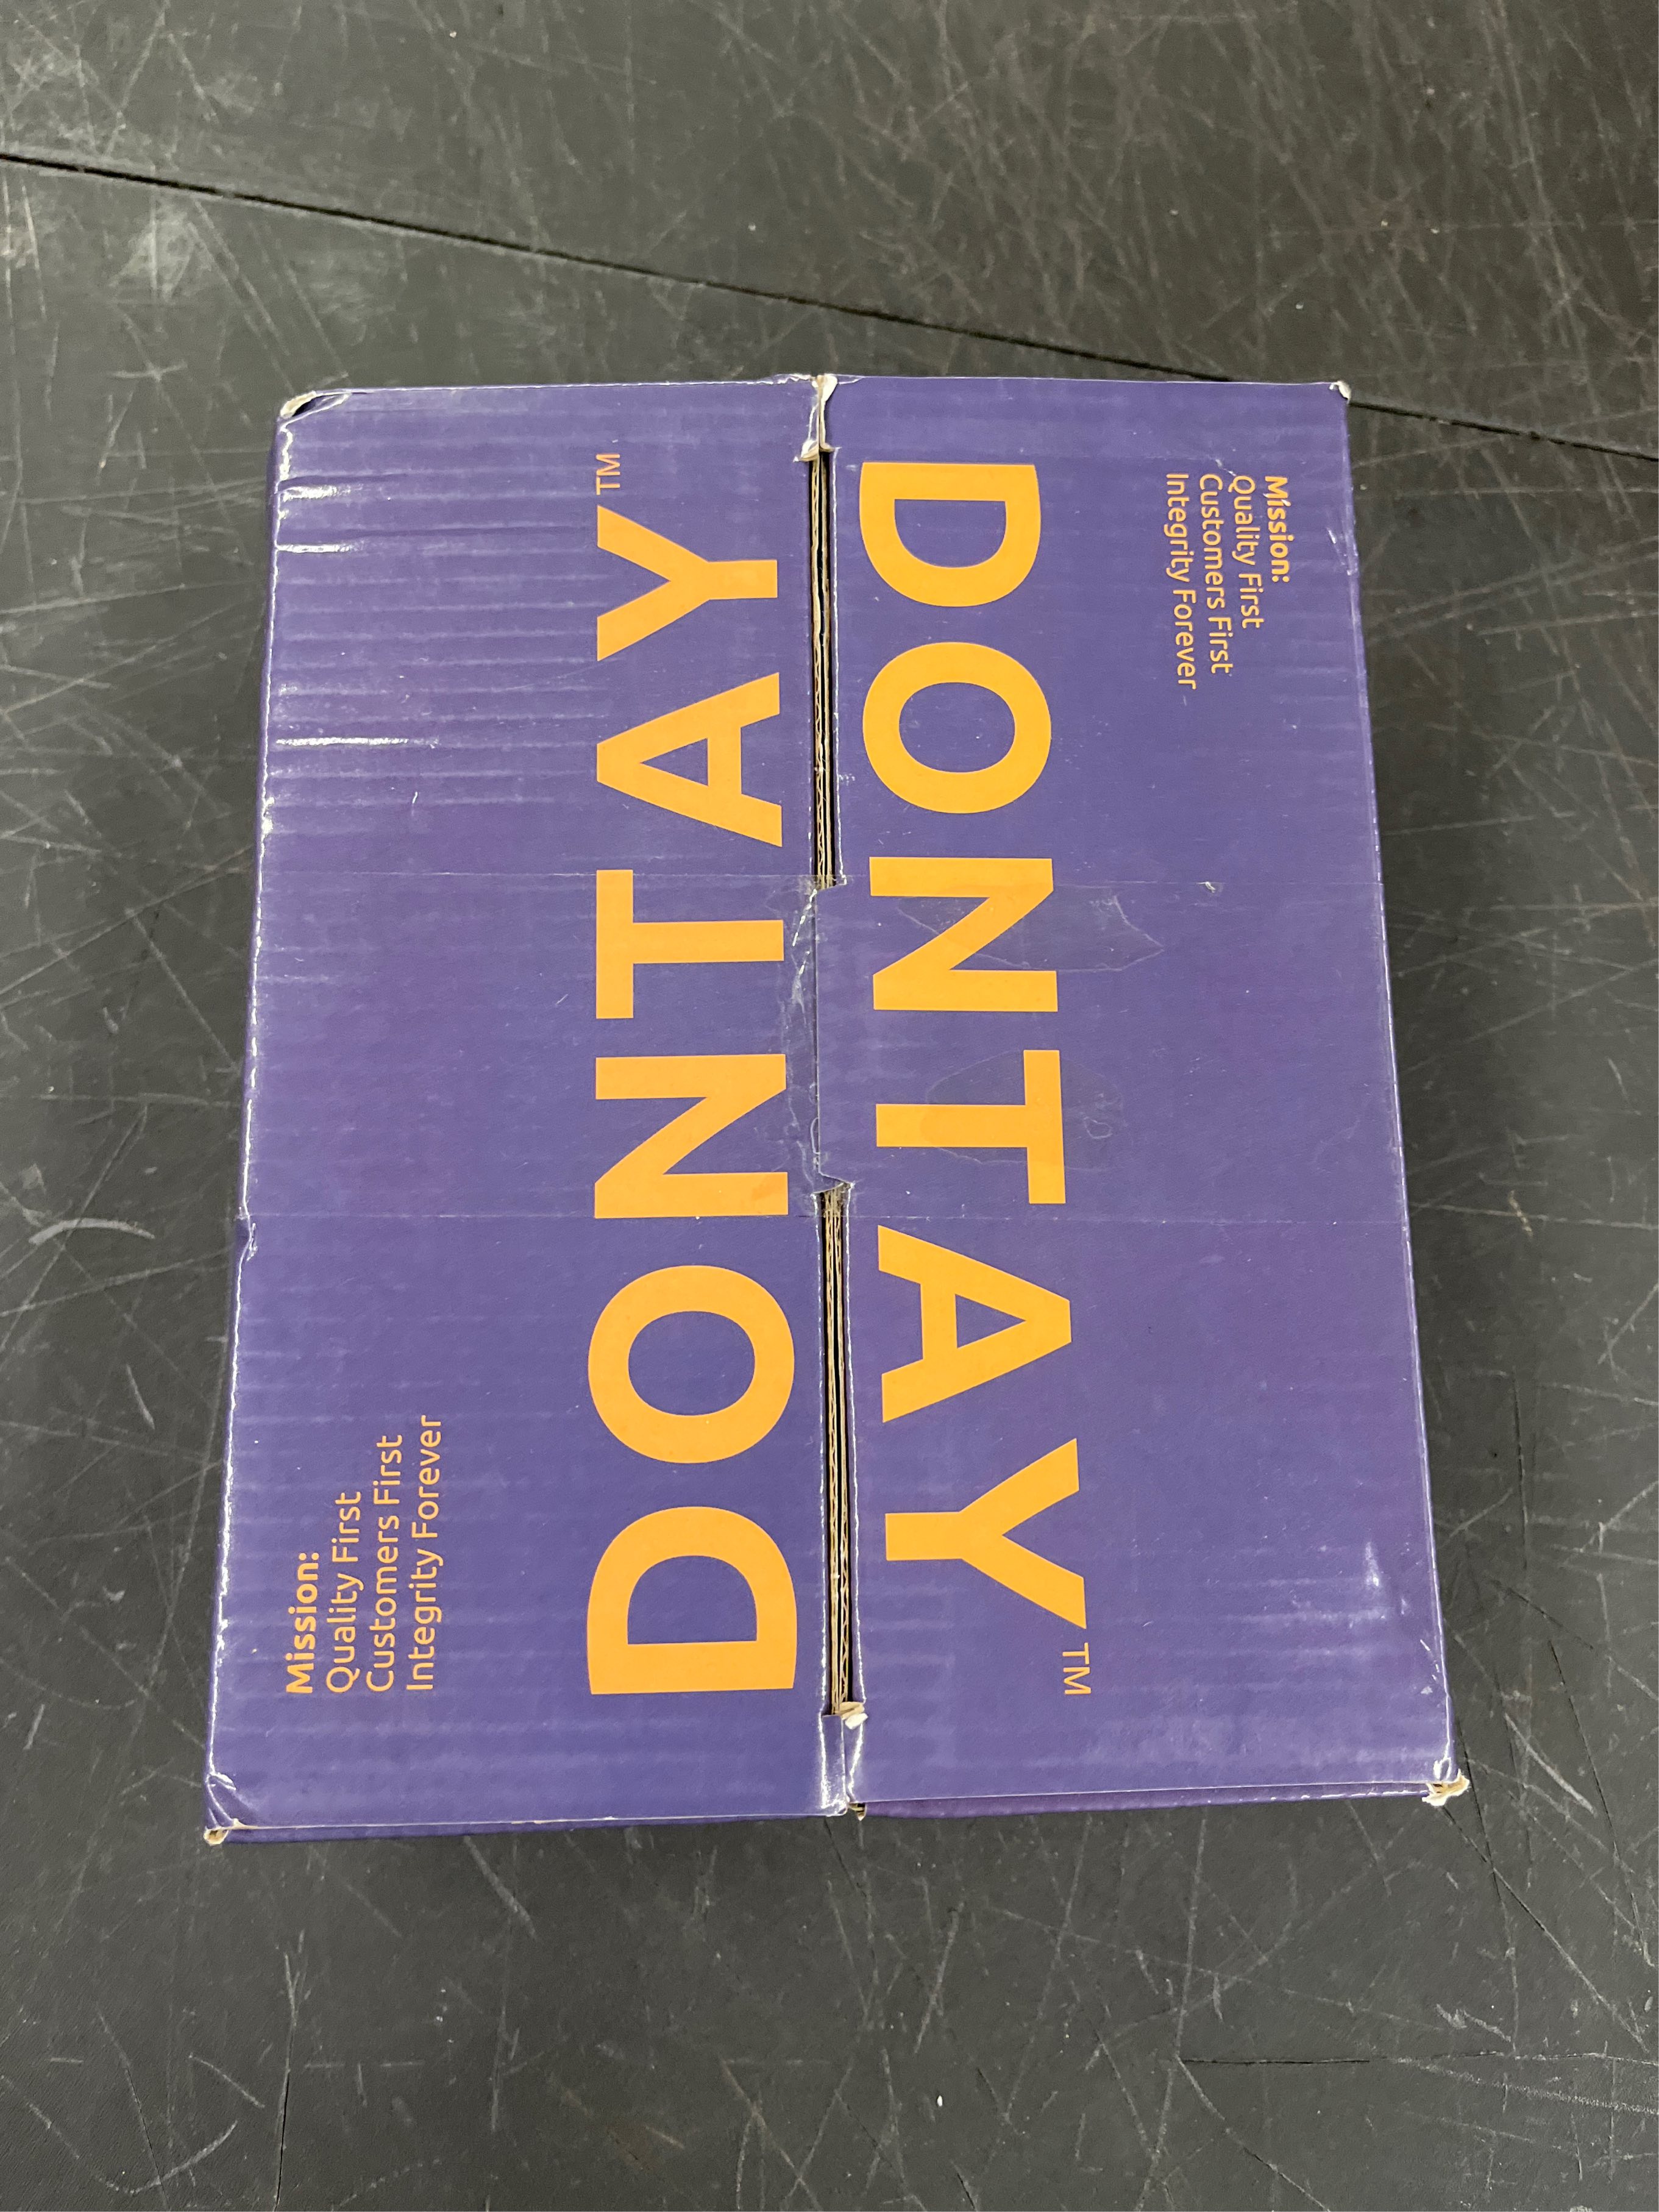 DONTAY™
Mission:
Quality First
Customers First
Integrity Forever
DONTAY™
Mission:
Quality First
Customers First
Integrity Forever